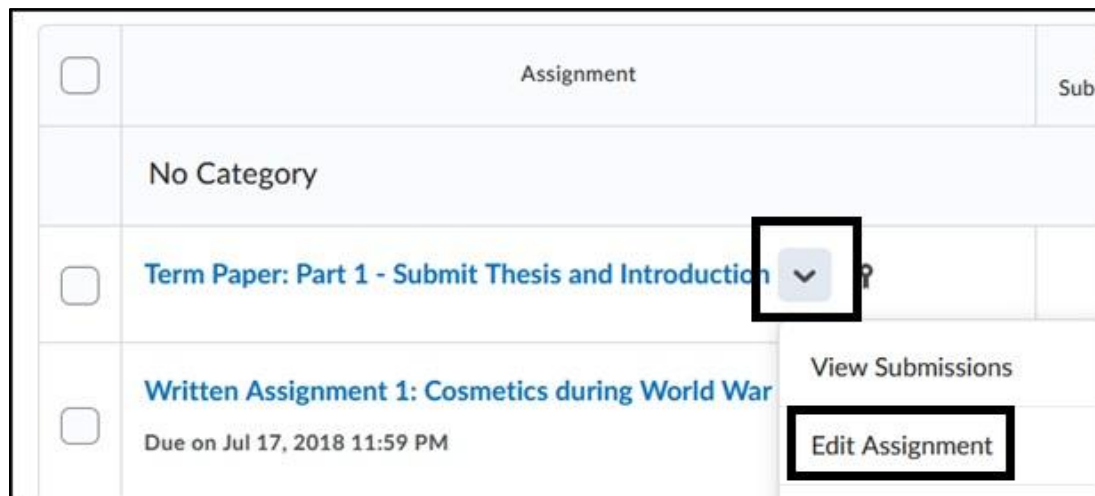 Assignment
Sub
No Category
Term Paper: Part 1 - Submit Thesis and Introduction
View Submissions
Written Assignment 1: Cosmetics during World War
Due on Jul 17, 2018 11:59 PM
Edit Assignment